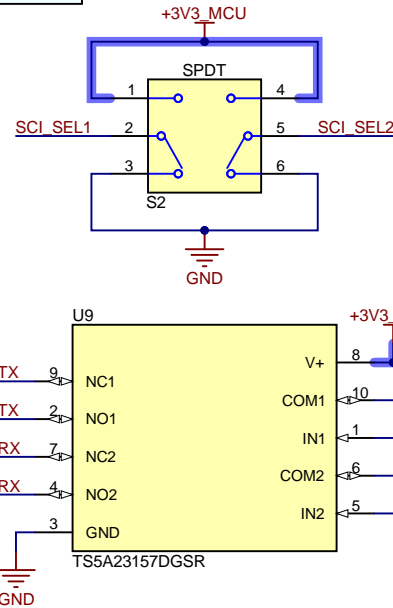 +3V3_MCU
SPDT
1 4
SCI_SEL1 2 5 SCI_SEL2
3 6
S2
GND
U9 +3V3_
V+ 8
TX 9 NC1 COM1 10
TX 2 NO1 IN1 1
RX 7 NC2 COM2 6
RX 4 NO2 IN2 5
3 GND
TS5A23157DGSR
GND